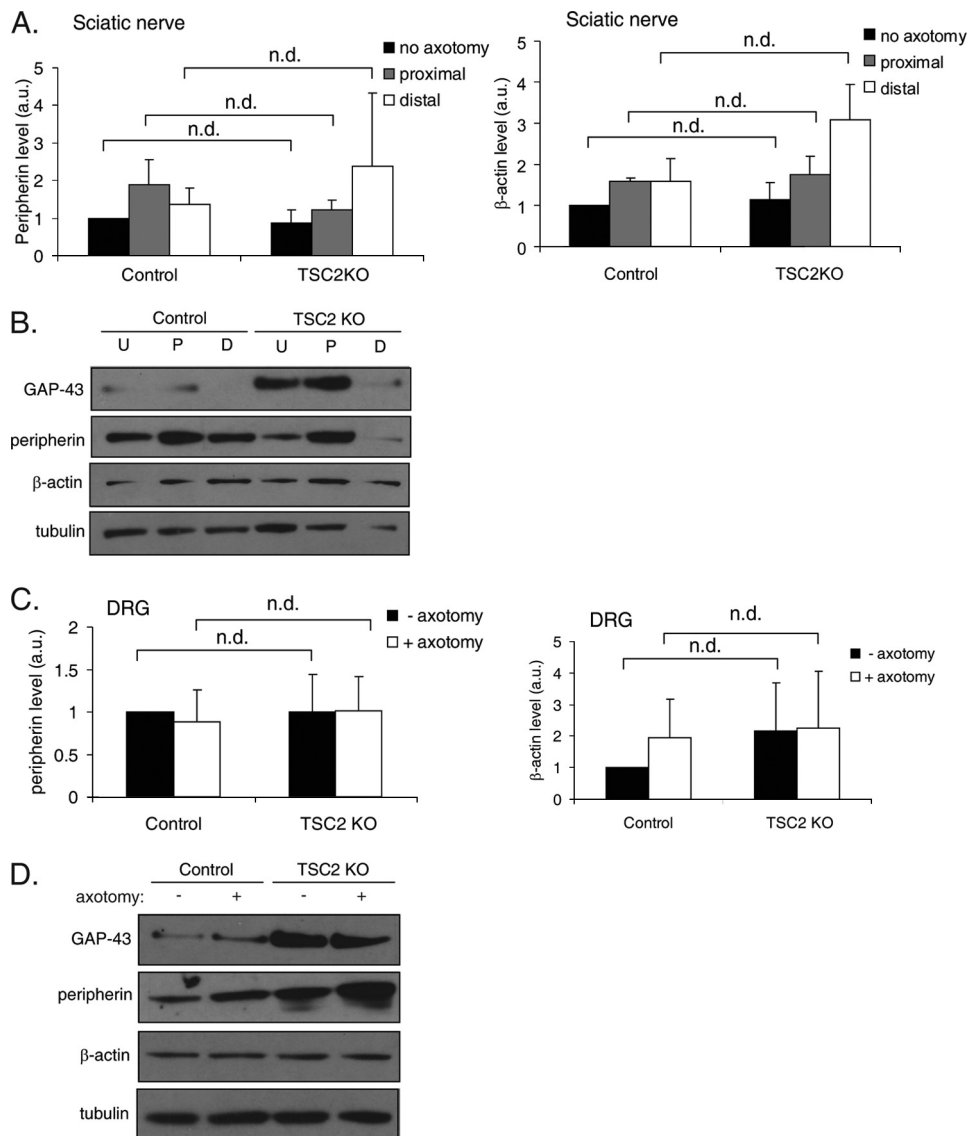 A.
Sciatic nerve
Peripherin level (a.u.)
5
4
3
2
1
0
no axotomy
proximal
distal
n.d.
n.d.
n.d.
Control
TSC2KO
Sciatic nerve
β-actin level (a.u.)
5
4
3
2
1
0
no axotomy
proximal
distal
n.d.
n.d.
n.d.
Control
TSC2KO
B.
Control
TSC2 KO
U P D U P D
GAP-43
peripherin
β-actin
tubulin
C.
DRG
peripherin level (a.u.)
2
1.5
1
0.5
0
- axotomy
+ axotomy
n.d.
n.d.
Control
TSC2 KO
DRG
β-actin level (a.u.)
5
4
3
2
1
0
- axotomy
+ axotomy
n.d.
n.d.
Control
TSC2 KO
D.
Control
TSC2 KO
axotomy: - + - +
GAP-43
peripherin
β-actin
tubulin